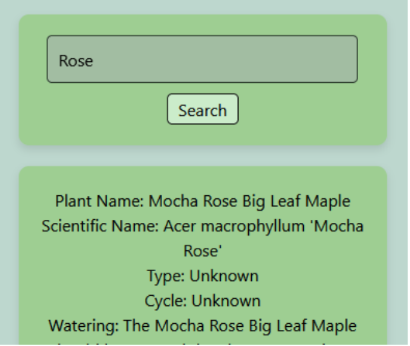 Rose
Search
Plant Name: Mocha Rose Big Leaf Maple
Scientific Name: Acer macrophyllum 'Mocha
Rose'
Type: Unknown
Cycle: Unknown
Watering: The Mocha Rose Big Leaf Maple